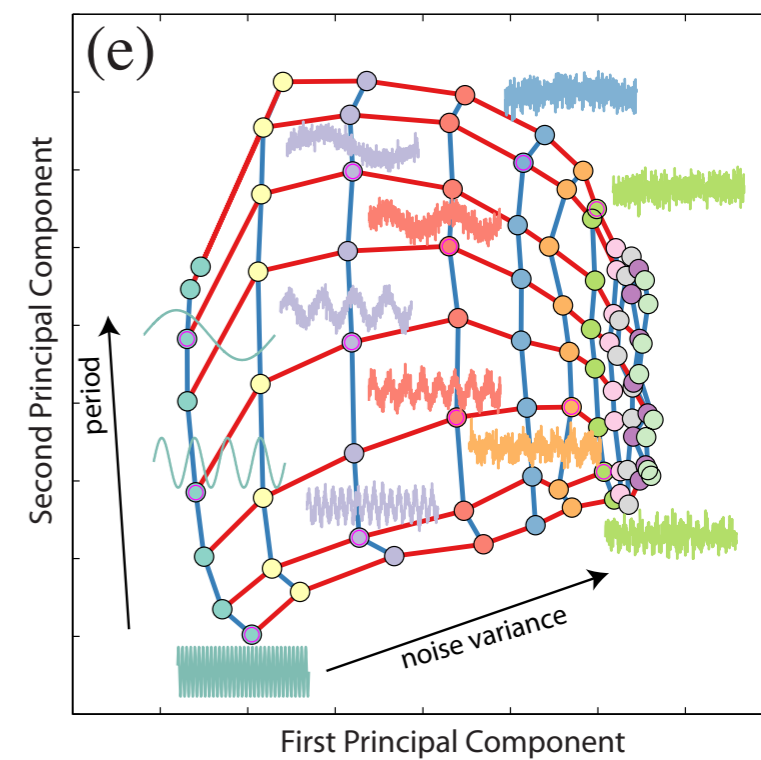 (e)
Second Principal Component
period
noise variance
First Principal Component